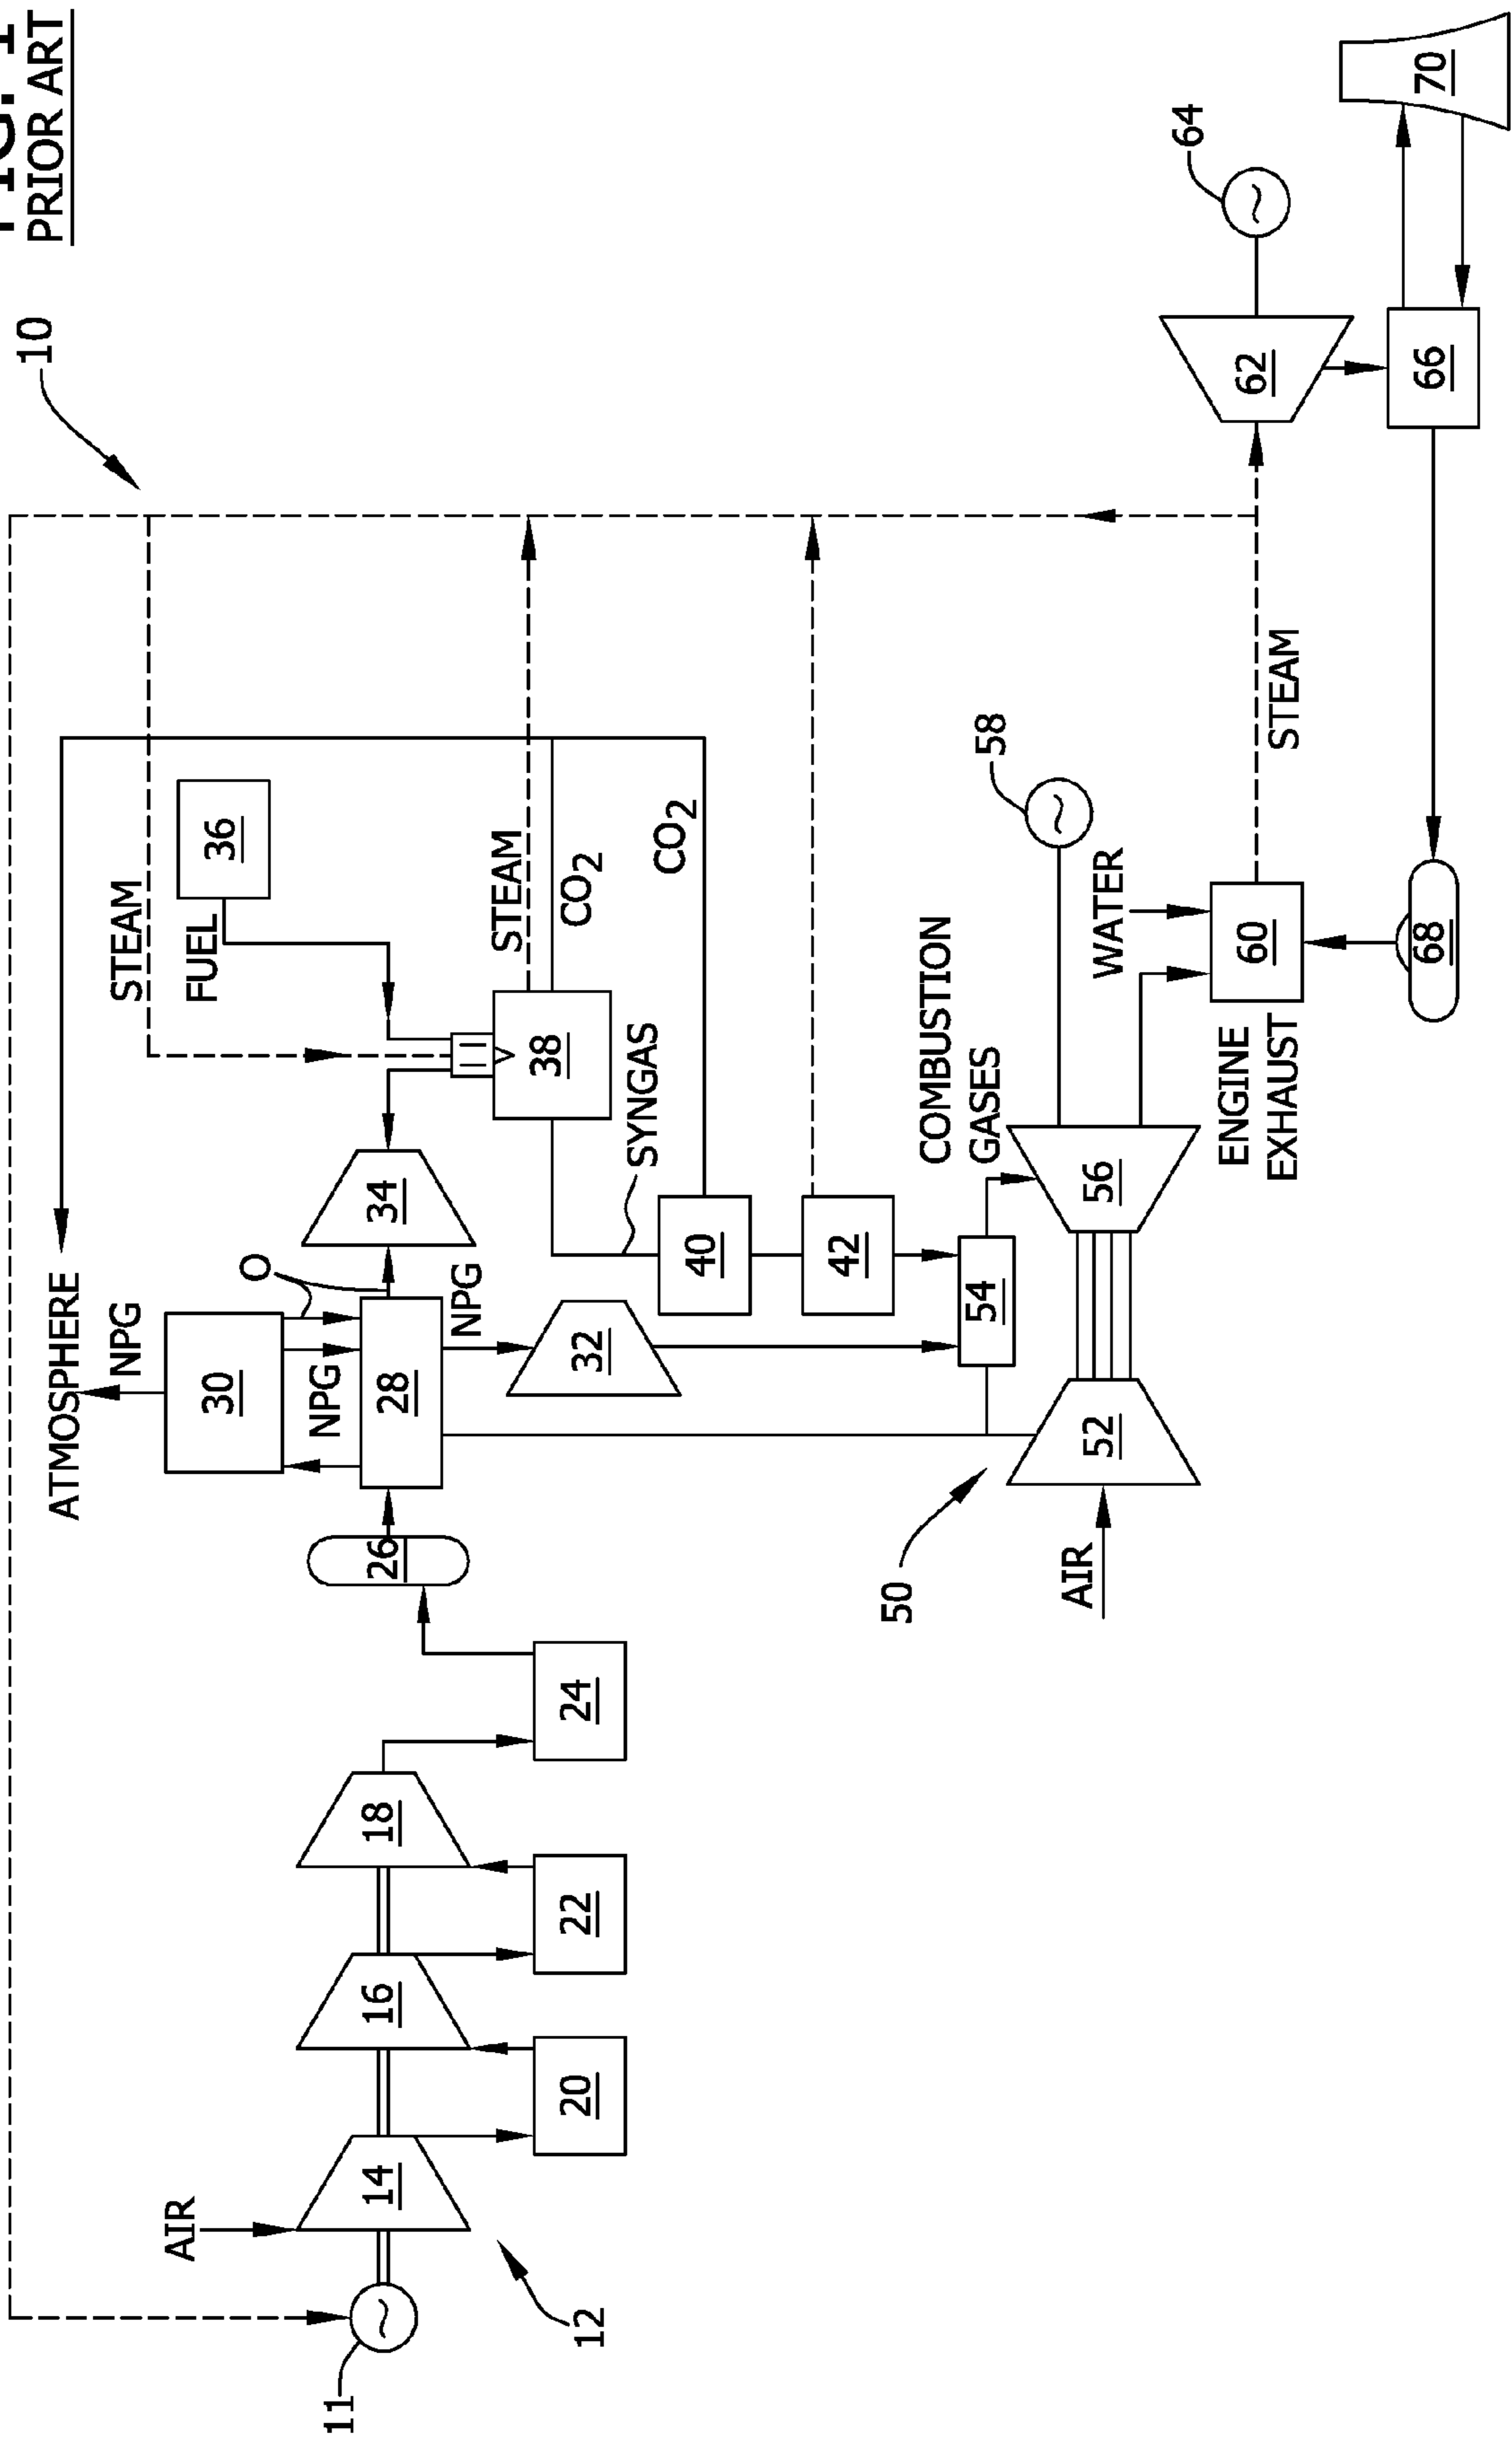 FIG. 1
PRIOR ART
10
ATMOSPHERE
NPG
STEAM
AIR
FUEL
30
36
O
NPG
11
14
16
18
26
28
34
NPG
STEAM
38
CO2
12
20
22
24
32
SYNGAS
CO2
40
42
50
COMBUSTION
GASES
54
58
AIR
52
56
WATER
64
ENGINE
EXHAUST
60
STEAM
62
68
66
70